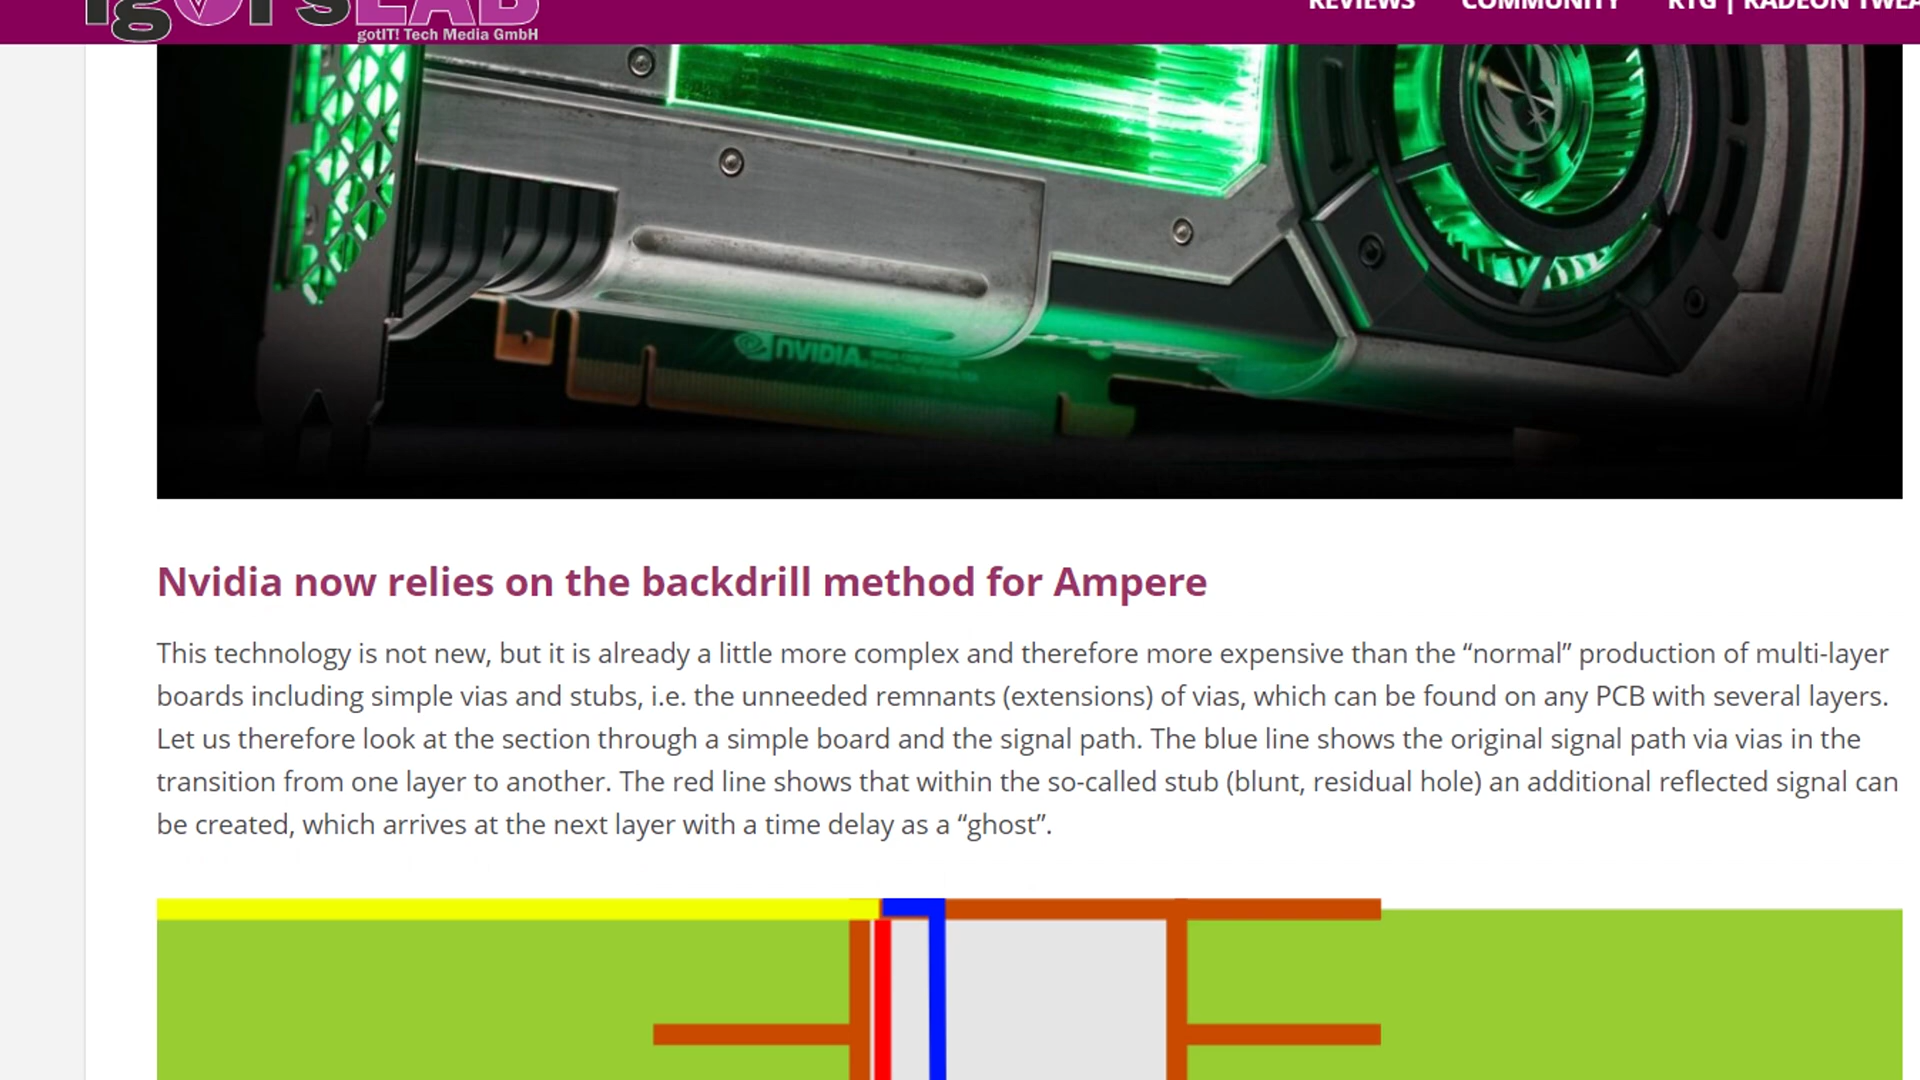 igor'sLAB
gotIT! Tech Media GmbH
REVIEWS COMMUNITY RTG | RADEON TWEA
NVIDIA
Nvidia now relies on the backdrill method for Ampere
This technology is not new, but it is already a little more complex and therefore more expensive than the “normal” production of multi-layer
boards including simple vias and stubs, i.e. the unneeded remnants (extensions) of vias, which can be found on any PCB with several layers.
Let us therefore look at the section through a simple board and the signal path. The blue line shows the original signal path via vias in the
transition from one layer to another. The red line shows that within the so-called stub (blunt, residual hole) an additional reflected signal can
be created, which arrives at the next layer with a time delay as a “ghost”.